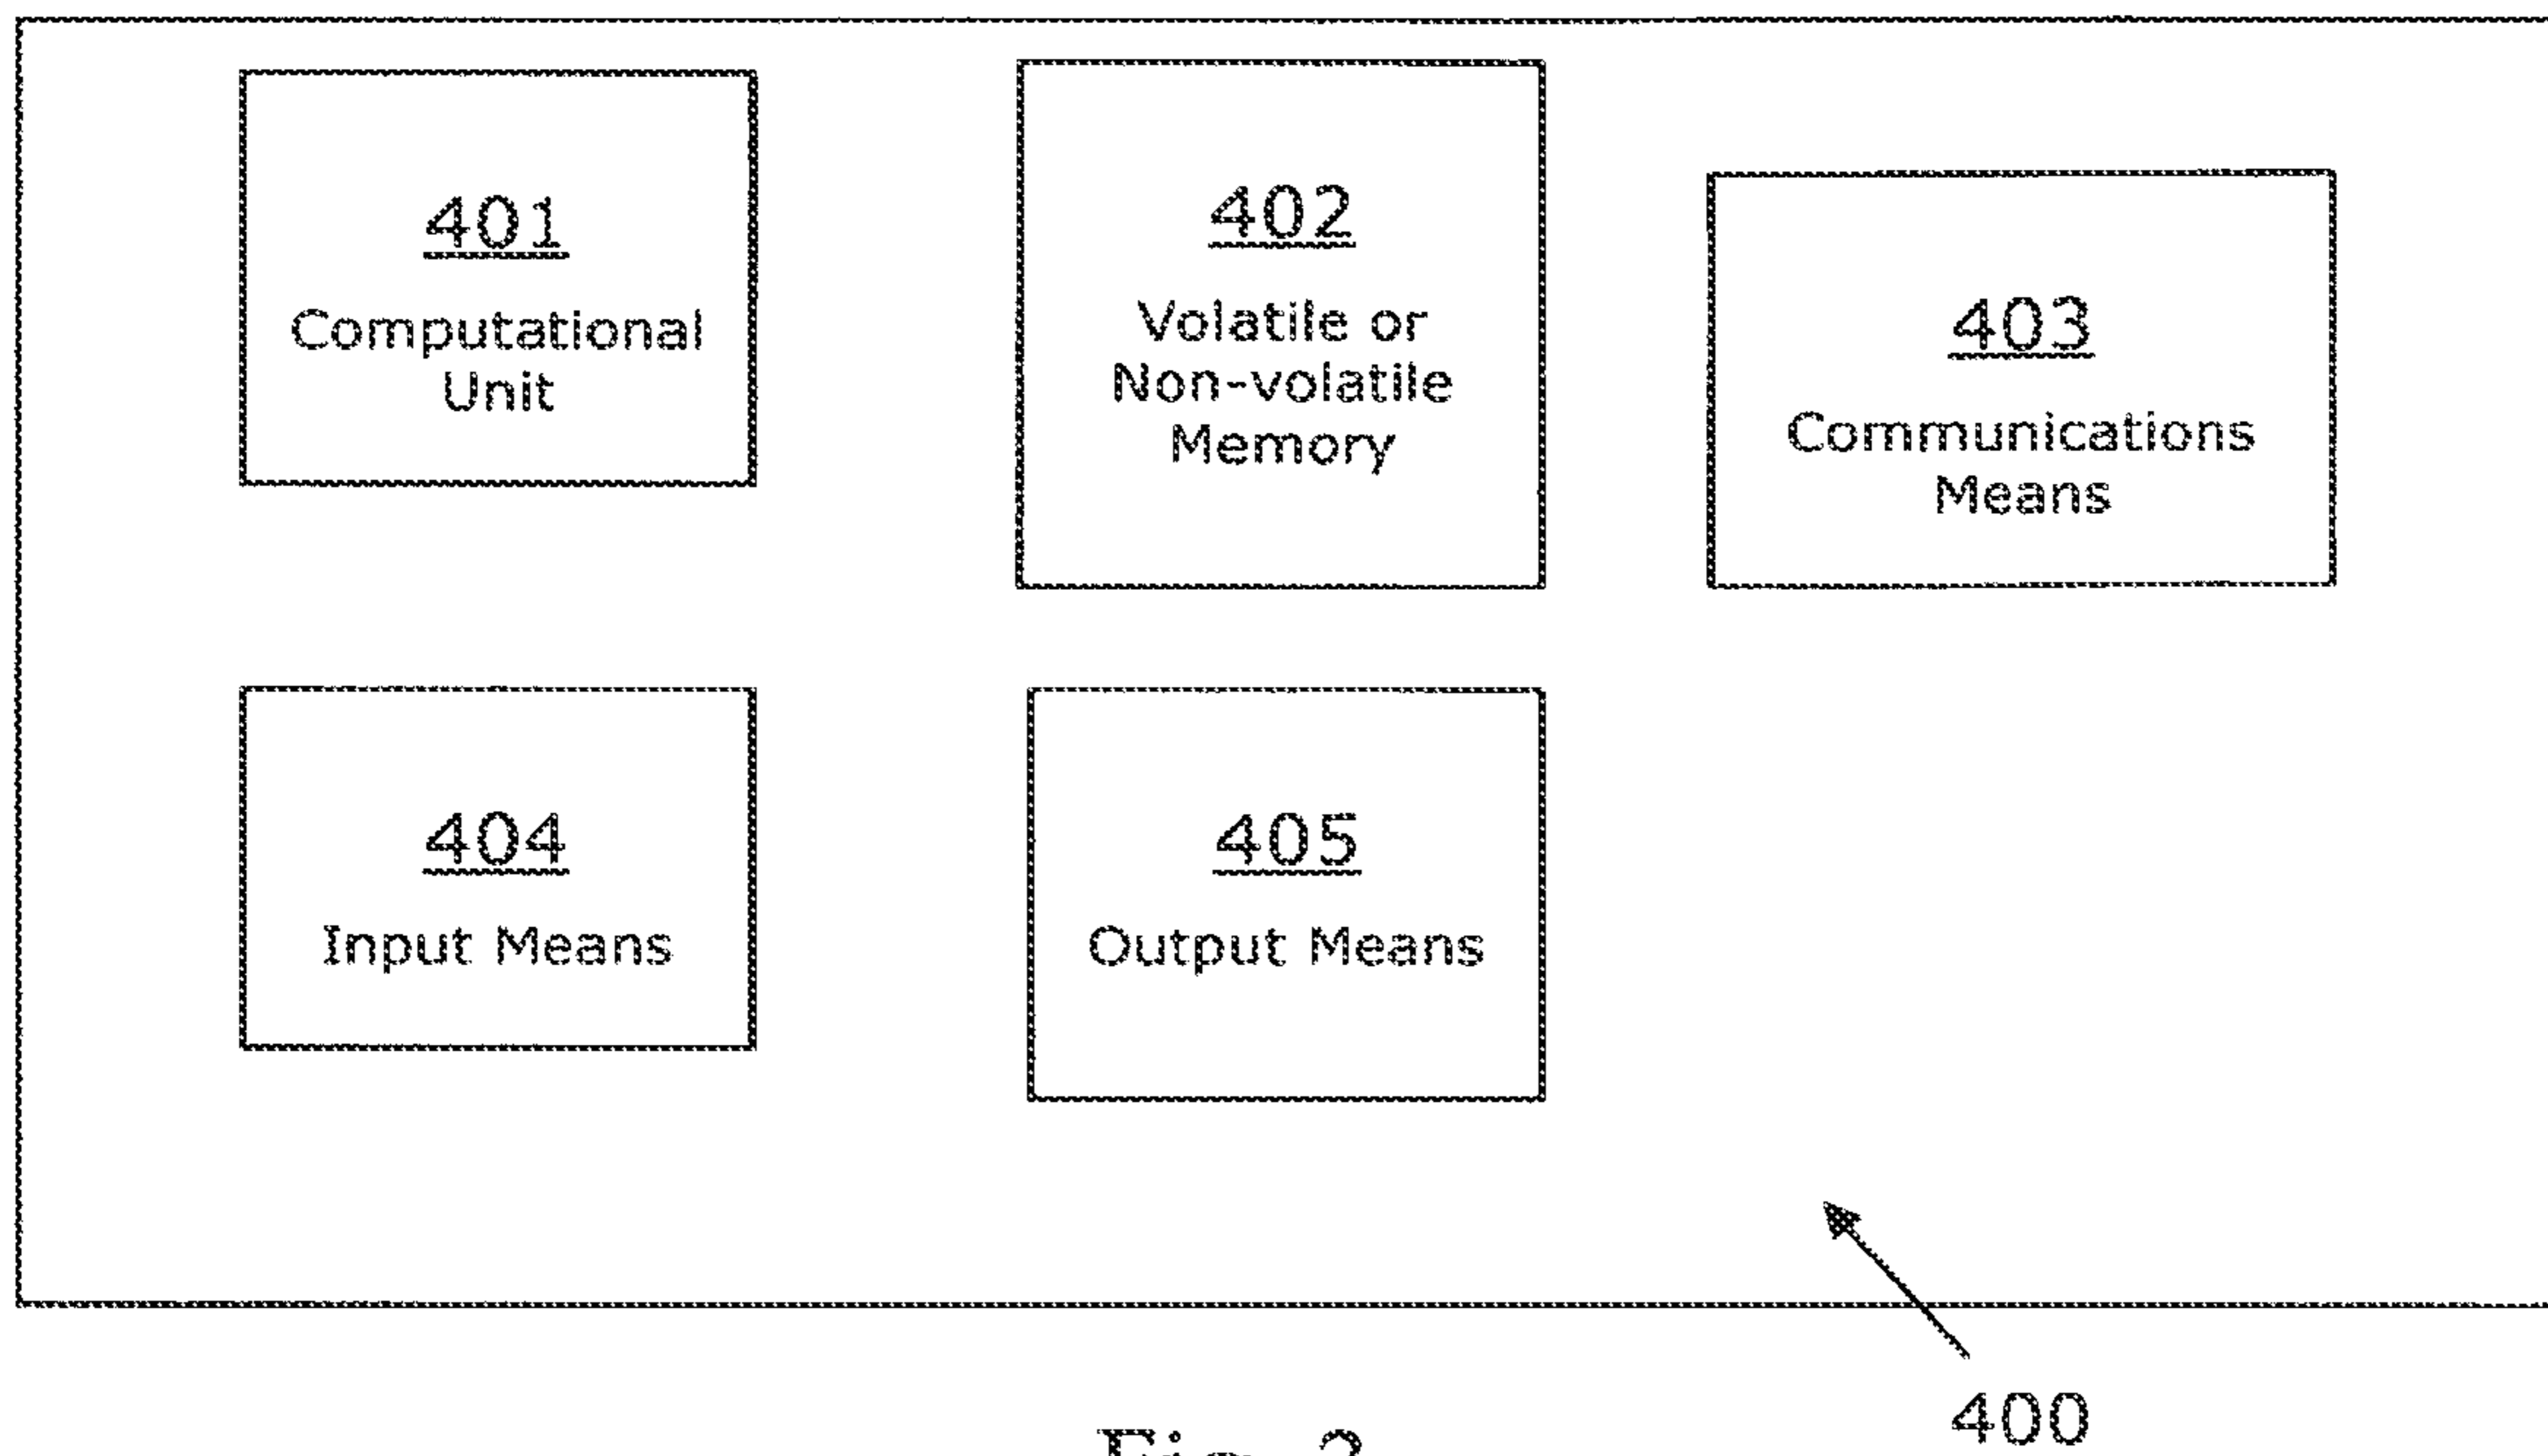 401
Computational
Unit
402
Volatile or
Non-volatile
Memory
403
Communications
Means
404
Input Means
405
Output Means
400
Fig.